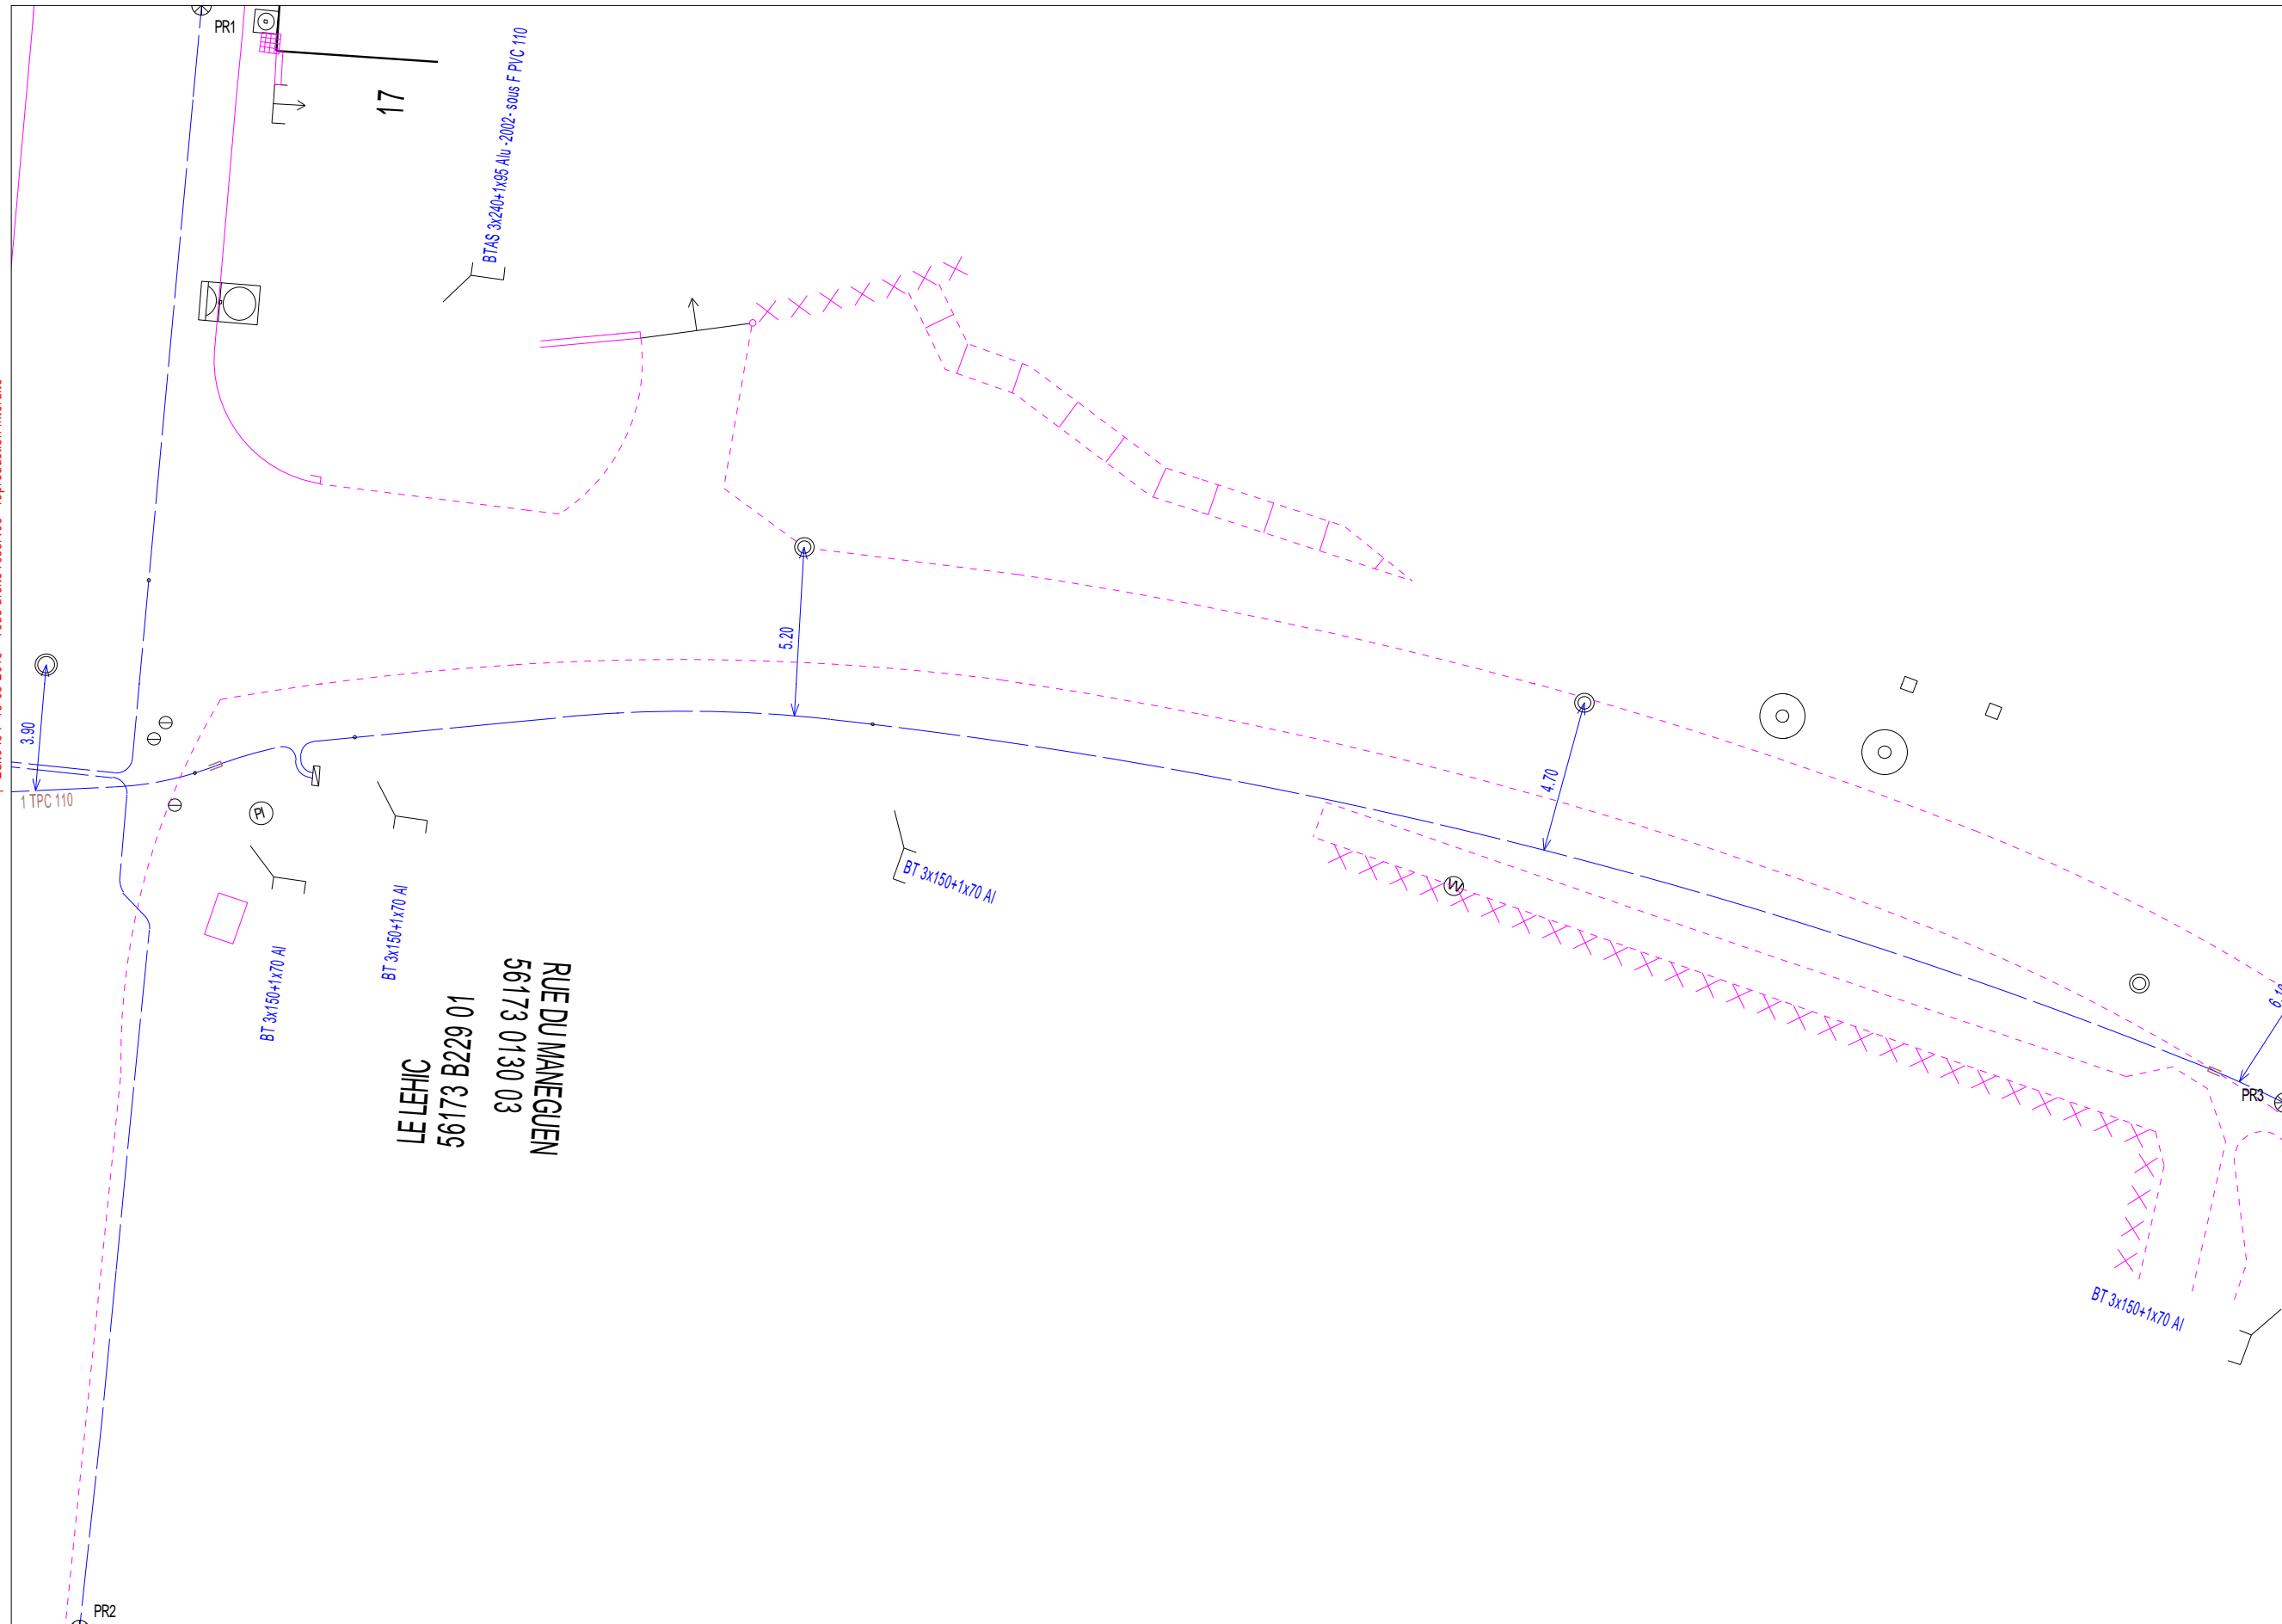 PR1
17
BTAS 3x240+1x95 Alu -2002- sous F PVC 110
5.20
3.90
4.70
1 TPC 110
PI
BT 3x150+1x70 Al
BT 3x150+1x70 Al
BT 3x150+1x70 Al
W
RUE DU MANEGUEN
56173 0130 03
56173 B229 01
LE LEHIC
PR3
BT 3x150+1x70 Al
PR2